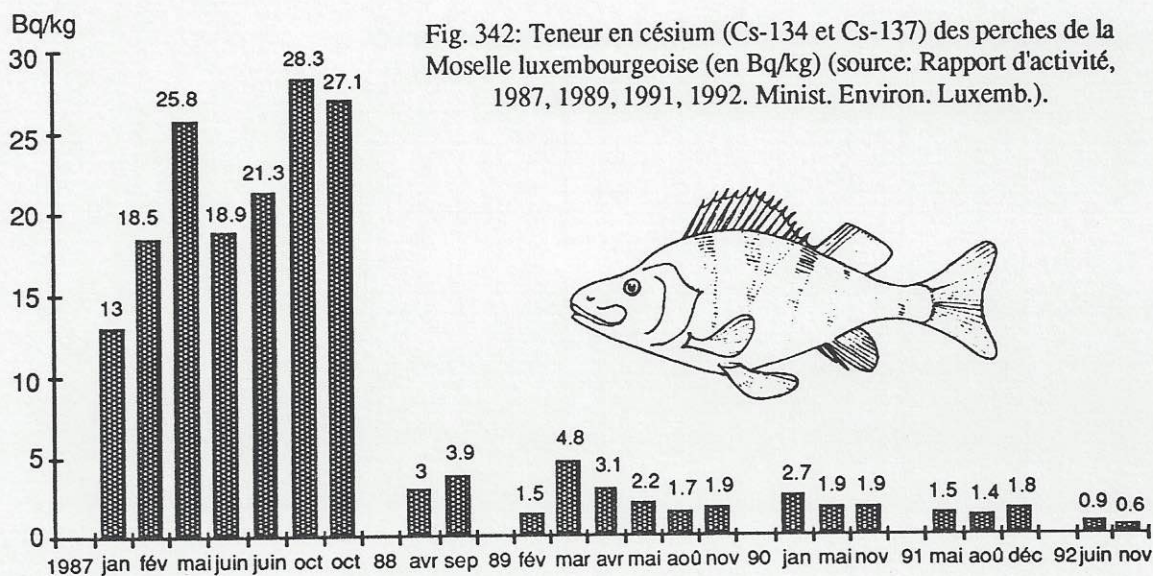 Bq/kg
Fig. 342: Teneur en césium (Cs-134 et Cs-137) des perches de la
Moselle luxembourgeoise (en Bq/kg) (source: Rapport d'activité,
1987, 1989, 1991, 1992. Minist. Environ. Luxemb.).
30
25
20
15
10
5
0
13 18.5 25.8 18.9 21.3 28.3 27.1 3 3.9 1.5 4.8 3.1 2.2 1.7 1.9 2.7 1.9 1.9 1.5 1.4 1.8 0.9 0.6
1987 jan fév mai juin juin oct oct 88 avr sep 89 fév mar avr mai aoû nov 90 jan mai nov 91 mai aoû déc 92 juin nov